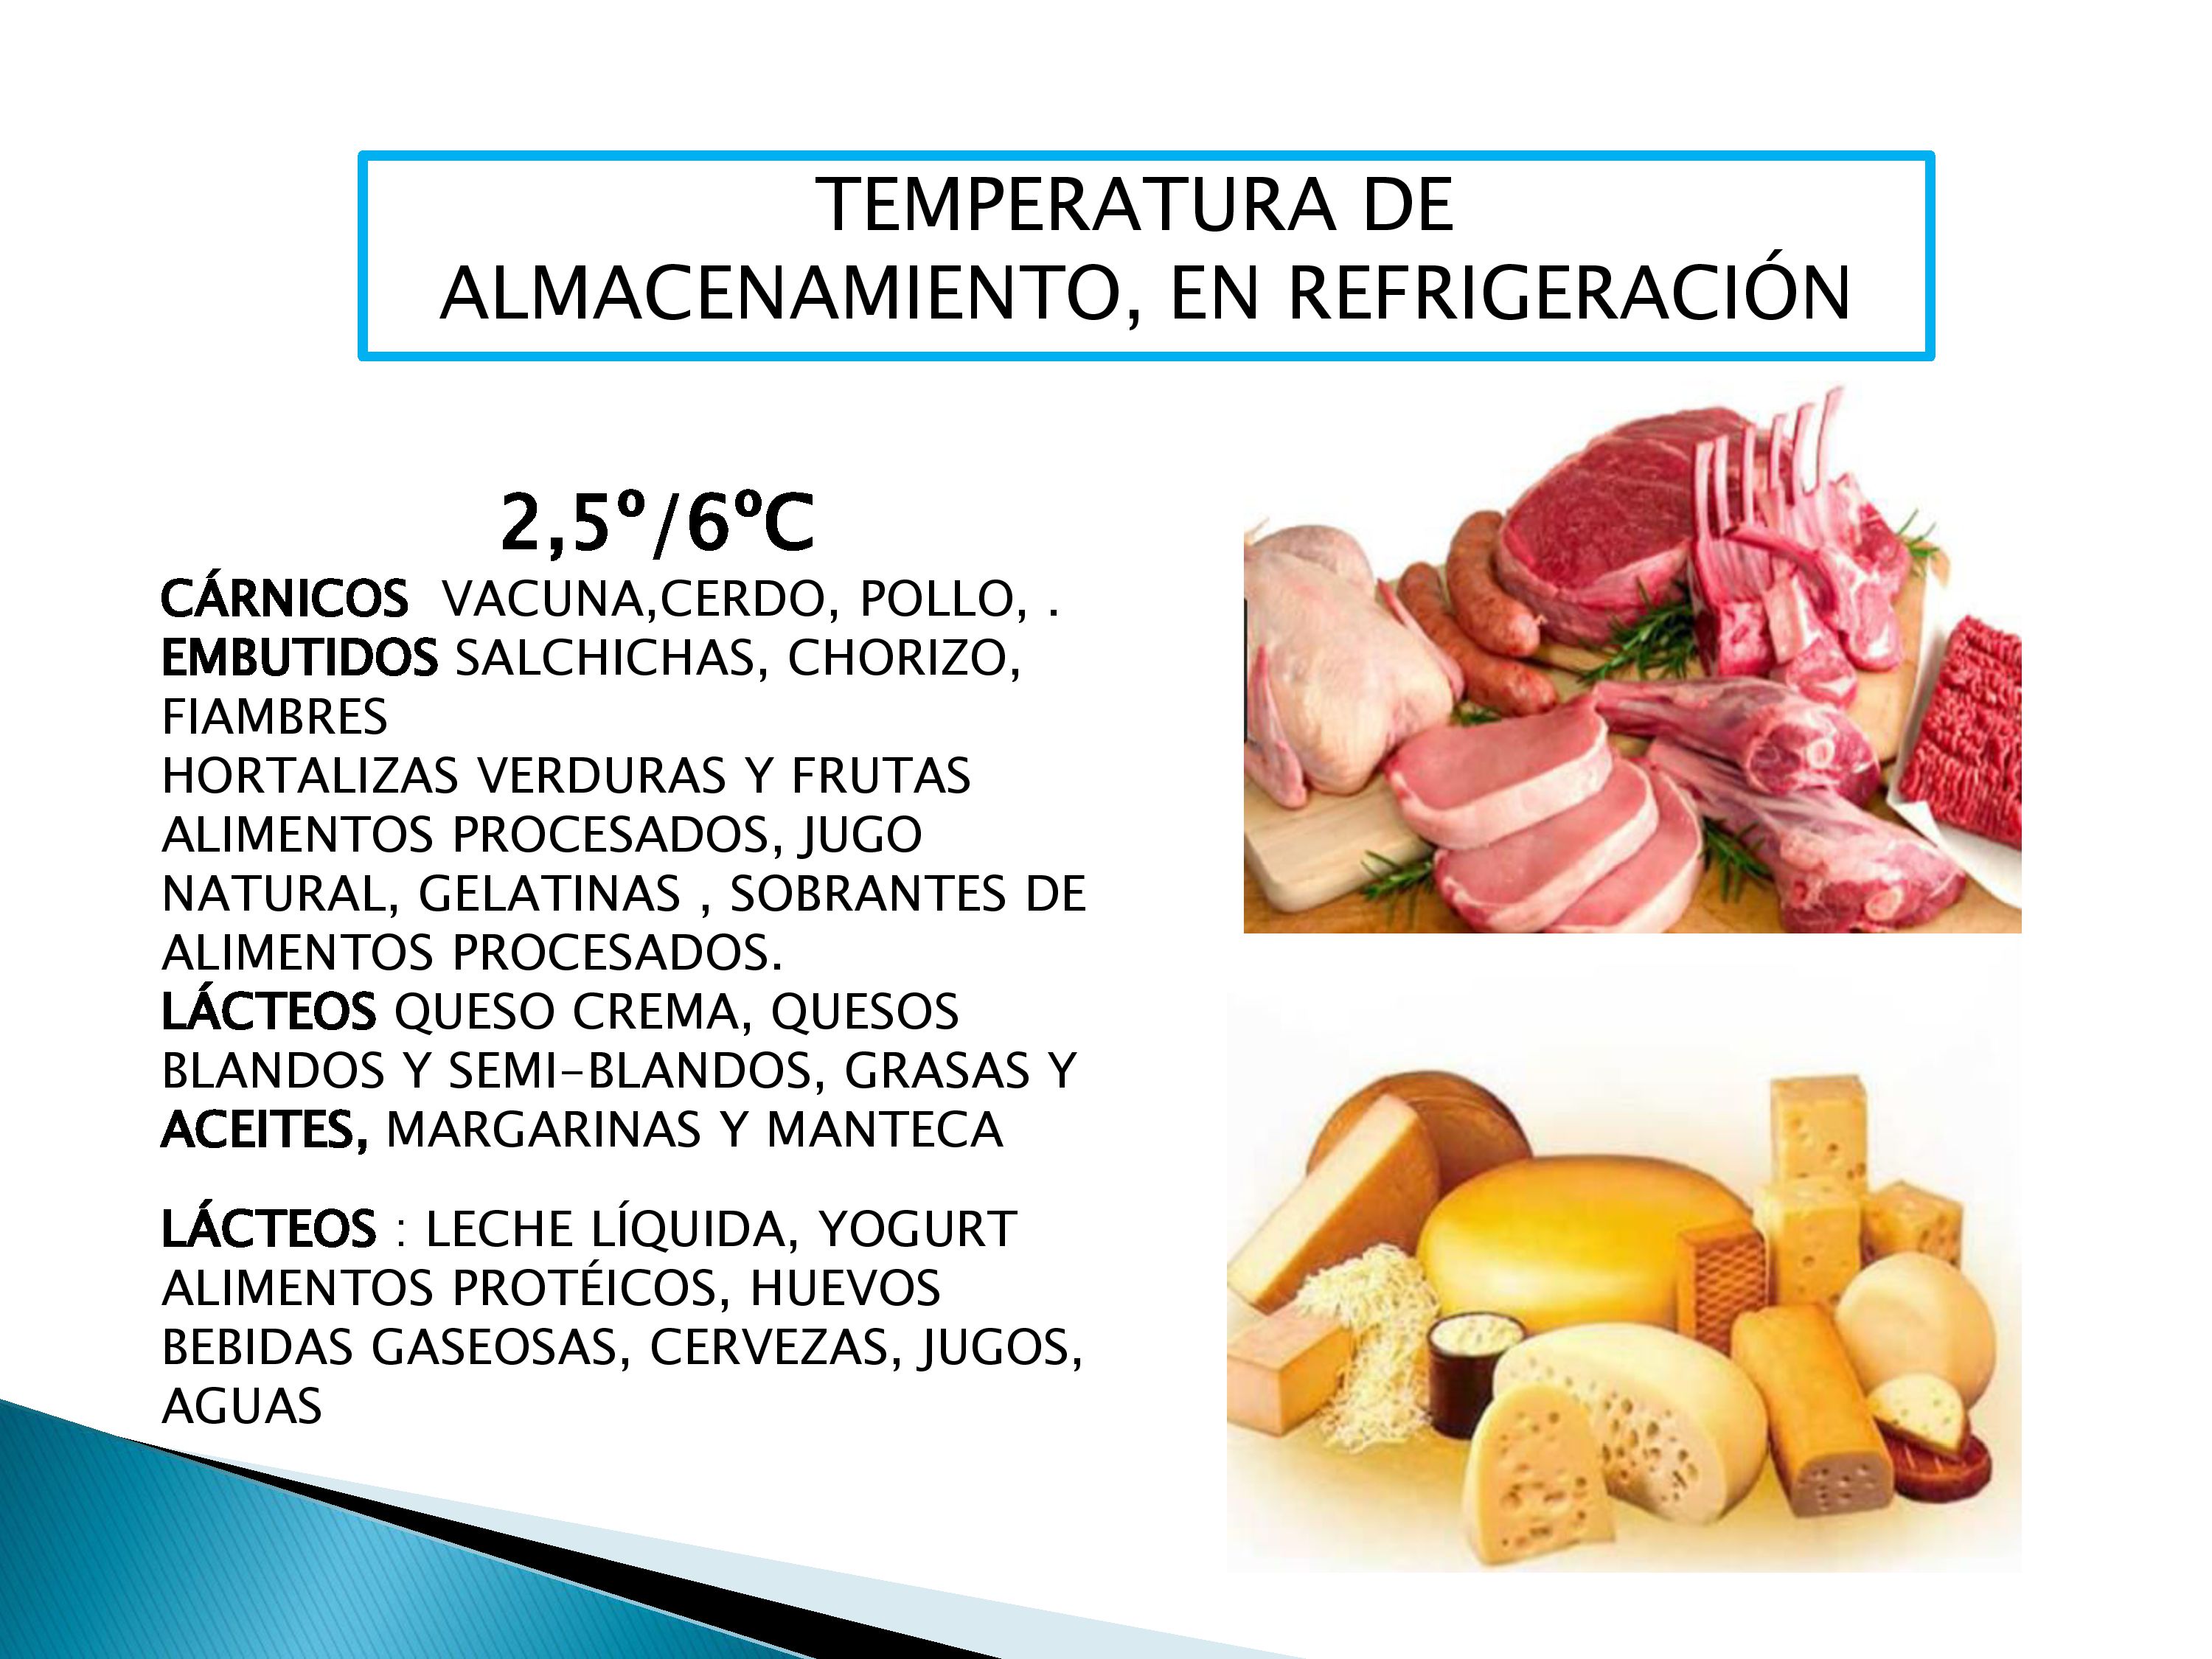 TEMPERATURA DE
ALMACENAMIENTO, EN REFRIGERACIÓN
2,5º/6ºC
CÁRNICOS  VACUNA,CERDO, POLLO, .
EMBUTIDOS SALCHICHAS, CHORIZO,
FIAMBRES
HORTALIZAS VERDURAS Y FRUTAS
ALIMENTOS PROCESADOS, JUGO
NATURAL, GELATINAS , SOBRANTES DE
ALIMENTOS PROCESADOS.
LÁCTEOS QUESO CREMA, QUESOS
BLANDOS Y SEMI-BLANDOS, GRASAS Y
ACEITES, MARGARINAS Y MANTECA
LÁCTEOS : LECHE LÍQUIDA, YOGURT
ALIMENTOS PROTÉICOS, HUEVOS
BEBIDAS GASEOSAS, CERVEZAS, JUGOS,
AGUAS